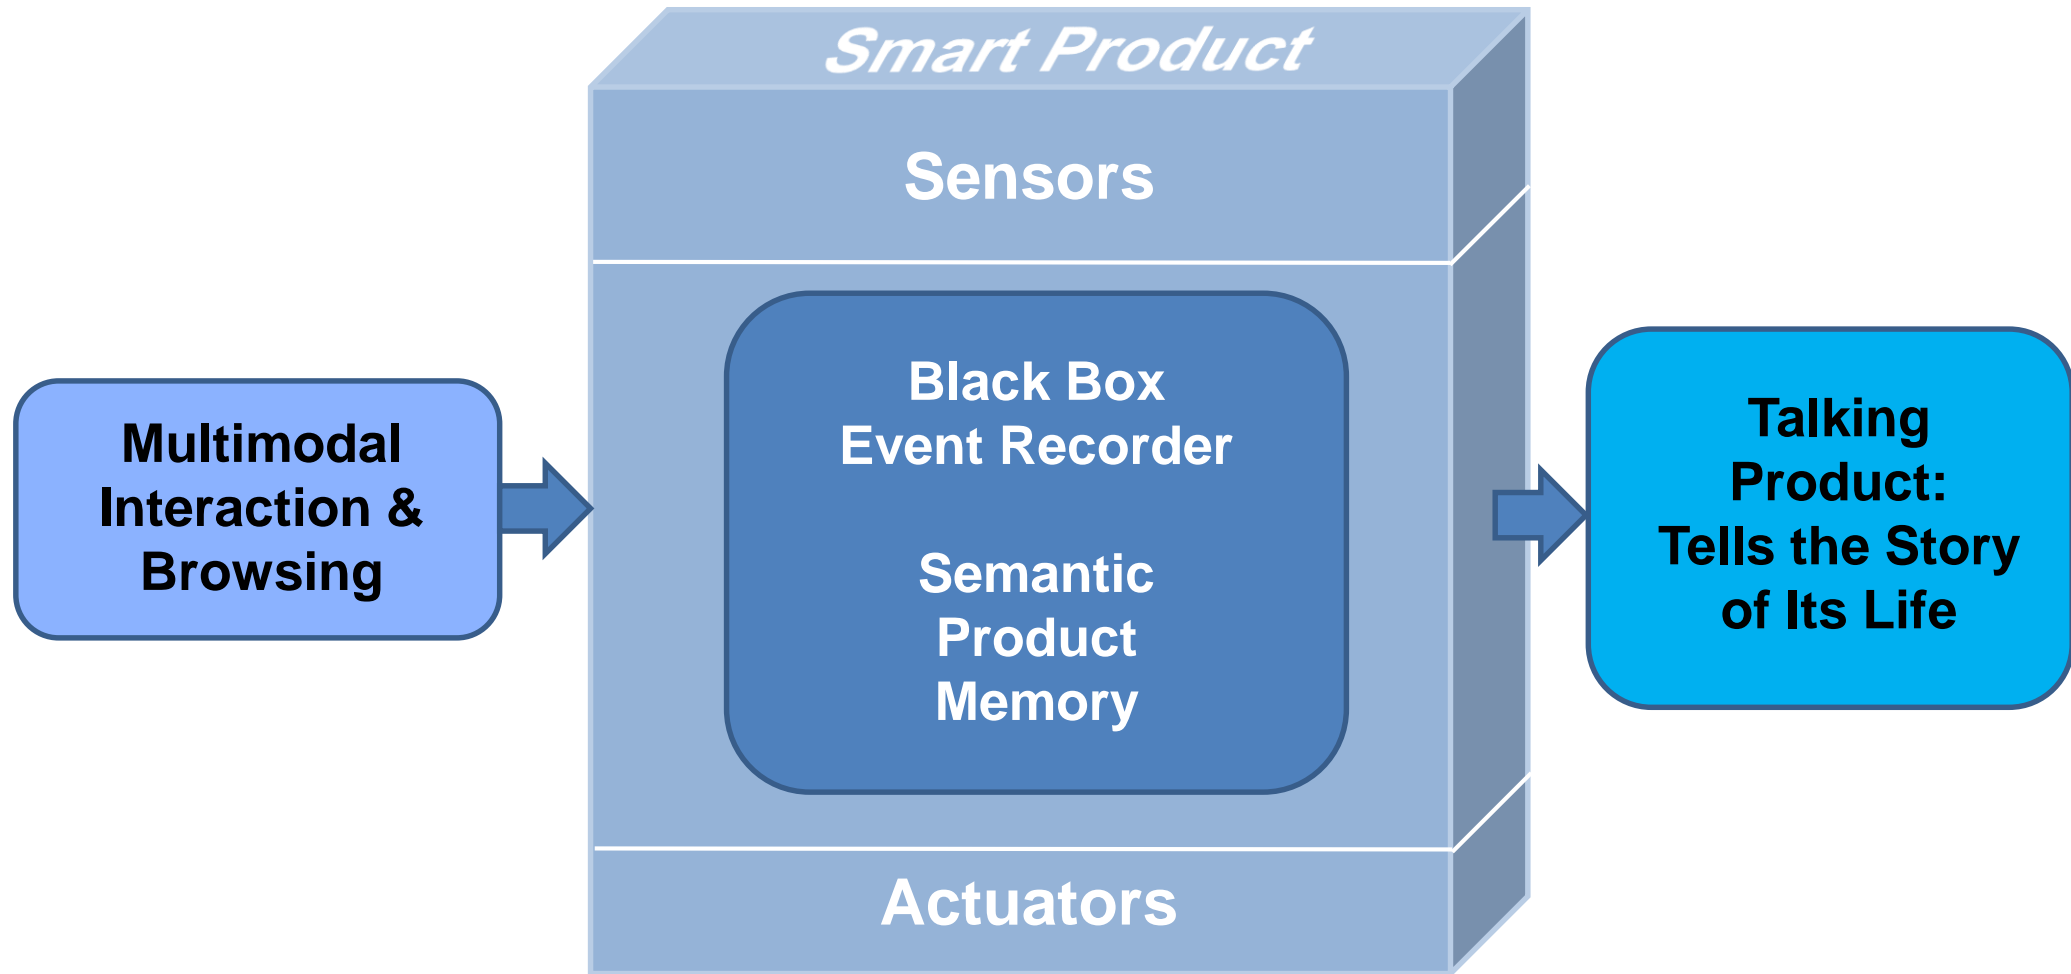 Smart Product
Sensors
Multimodal
Interaction &
Browsing
Black Box
Event Recorder
Semantic
Product
Memory
Talking
Product:
Tells the Story
of Its Life
Actuators